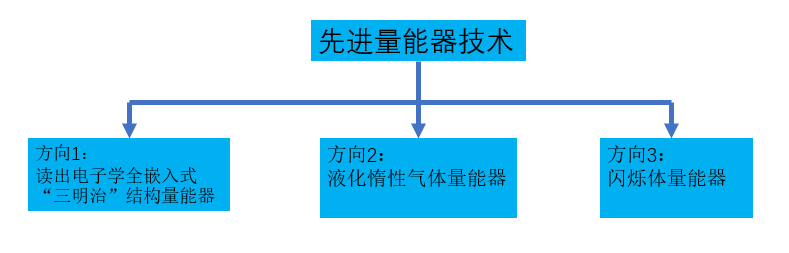 先进量能器技术
方向1：
读出电子学全嵌入式
“三明治”结构量能器
方向2：
液化惰性气体量能器
方向3：
闪烁体量能器